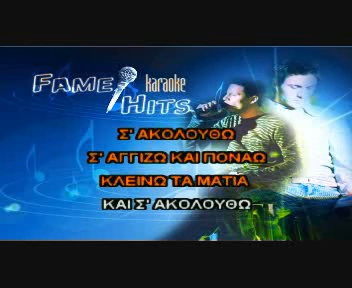 FAME karaoke
HITS
Σ' ΑΚΟΛΟΥΘΩ
Σ' ΑΓΓΙΖΩ ΚΑΙ ΠΟΝΑΩ
ΚΛΕΙΝΩ ΤΑ ΜΑΤΙΑ
ΚΑΙ Σ' ΑΚΟΛΟΥΘΩ¬